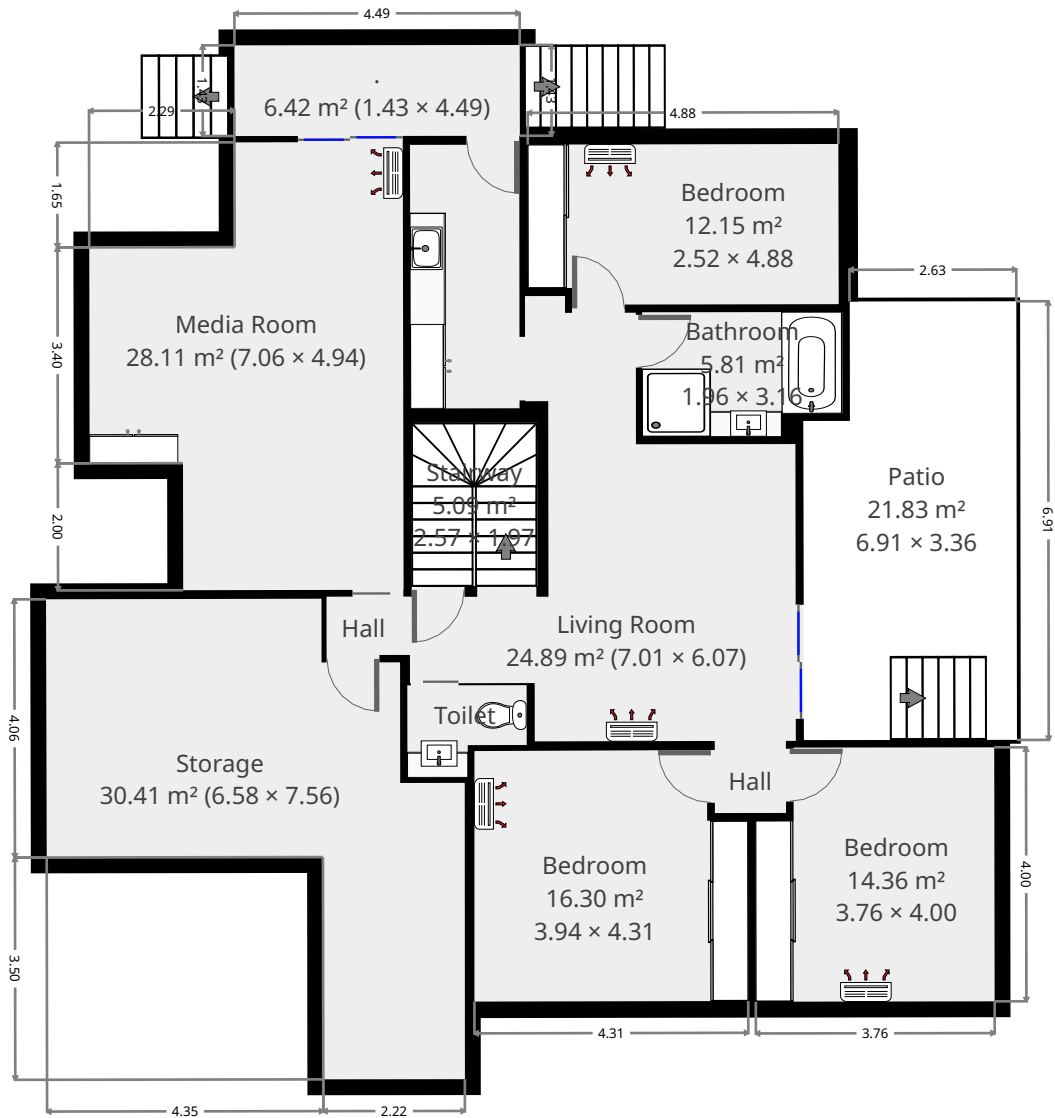 4.49
.
6.42 m² (1.43 × 4.49)
2.29
4.88
1.65
Bedroom
12.15 m²
2.52 × 4.88
2.63
Media Room
28.11 m² (7.06 × 4.94)
3.40
Bathroom
5.81 m²
1.96 × 3.16
Stairway
5.09 m²
2.57 × 1.97
Patio
21.83 m²
6.91 × 3.36
6.91
2.00
Hall
Living Room
24.89 m² (7.01 × 6.07)
Toilet
4.06
Storage
30.41 m² (6.58 × 7.56)
Hall
Bedroom
16.30 m²
3.94 × 4.31
Bedroom
14.36 m²
3.76 × 4.00
4.00
3.50
4.31
3.76
4.35
2.22